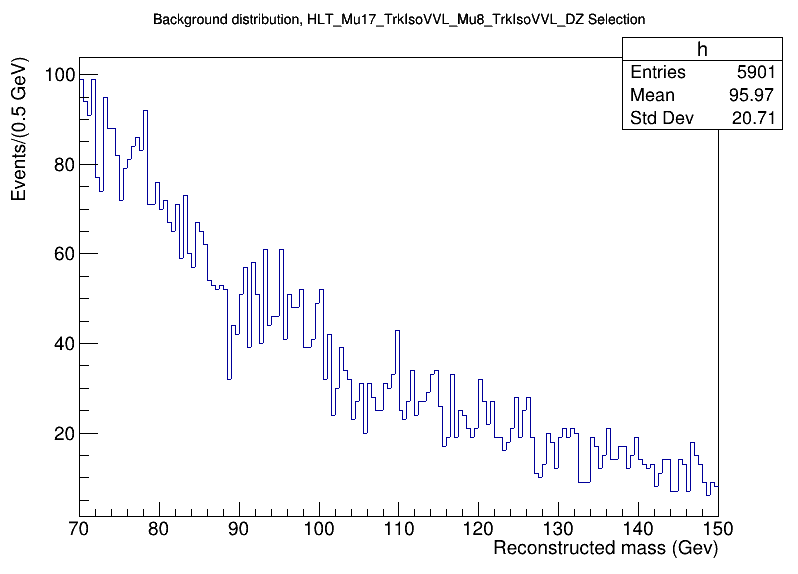 Background distribution, HLT_Mu17_TrkIsoVVL_Mu8_TrkIsoVVL_DZ Selection
h
Entries 5901
Mean 95.97
Std Dev 20.71
Events/(0.5 GeV)
100
80
60
40
20
70 80 90 100 110 120 130 140 150
Reconstructed mass (Gev)